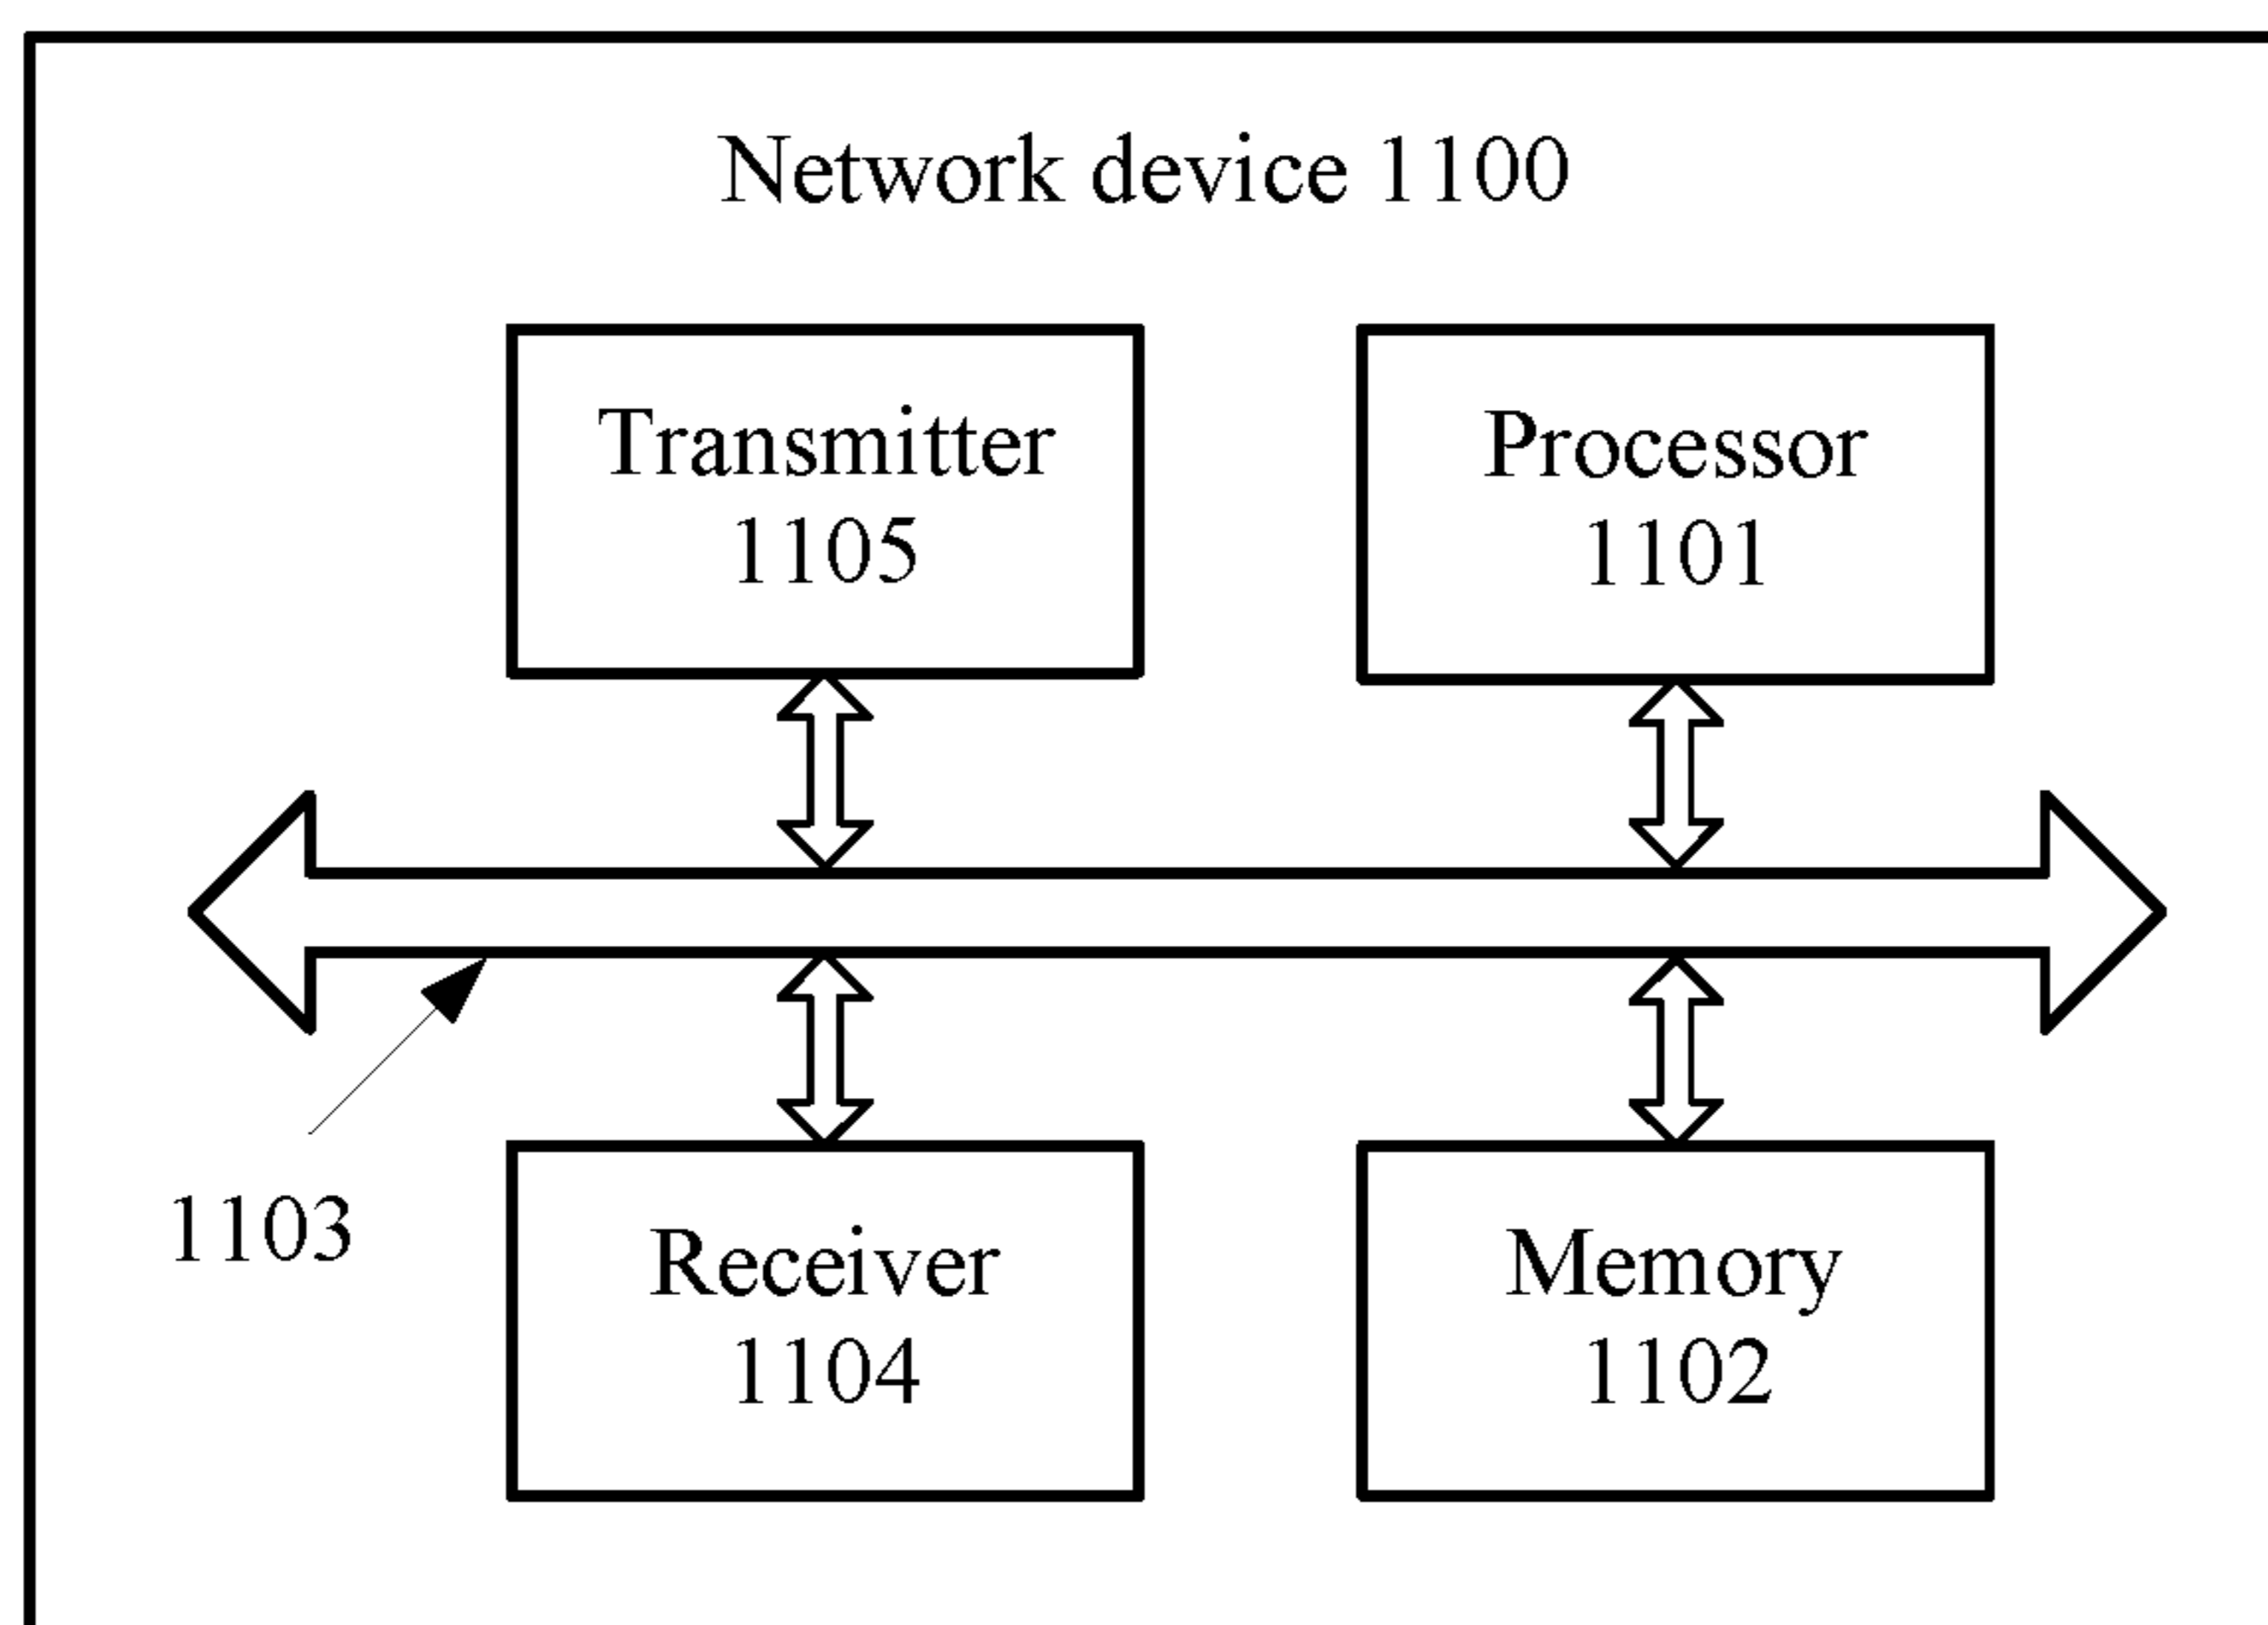 Network device 1100
Transmitter
1105
Processor
1101
1103
Receiver
1104
Memory
1102